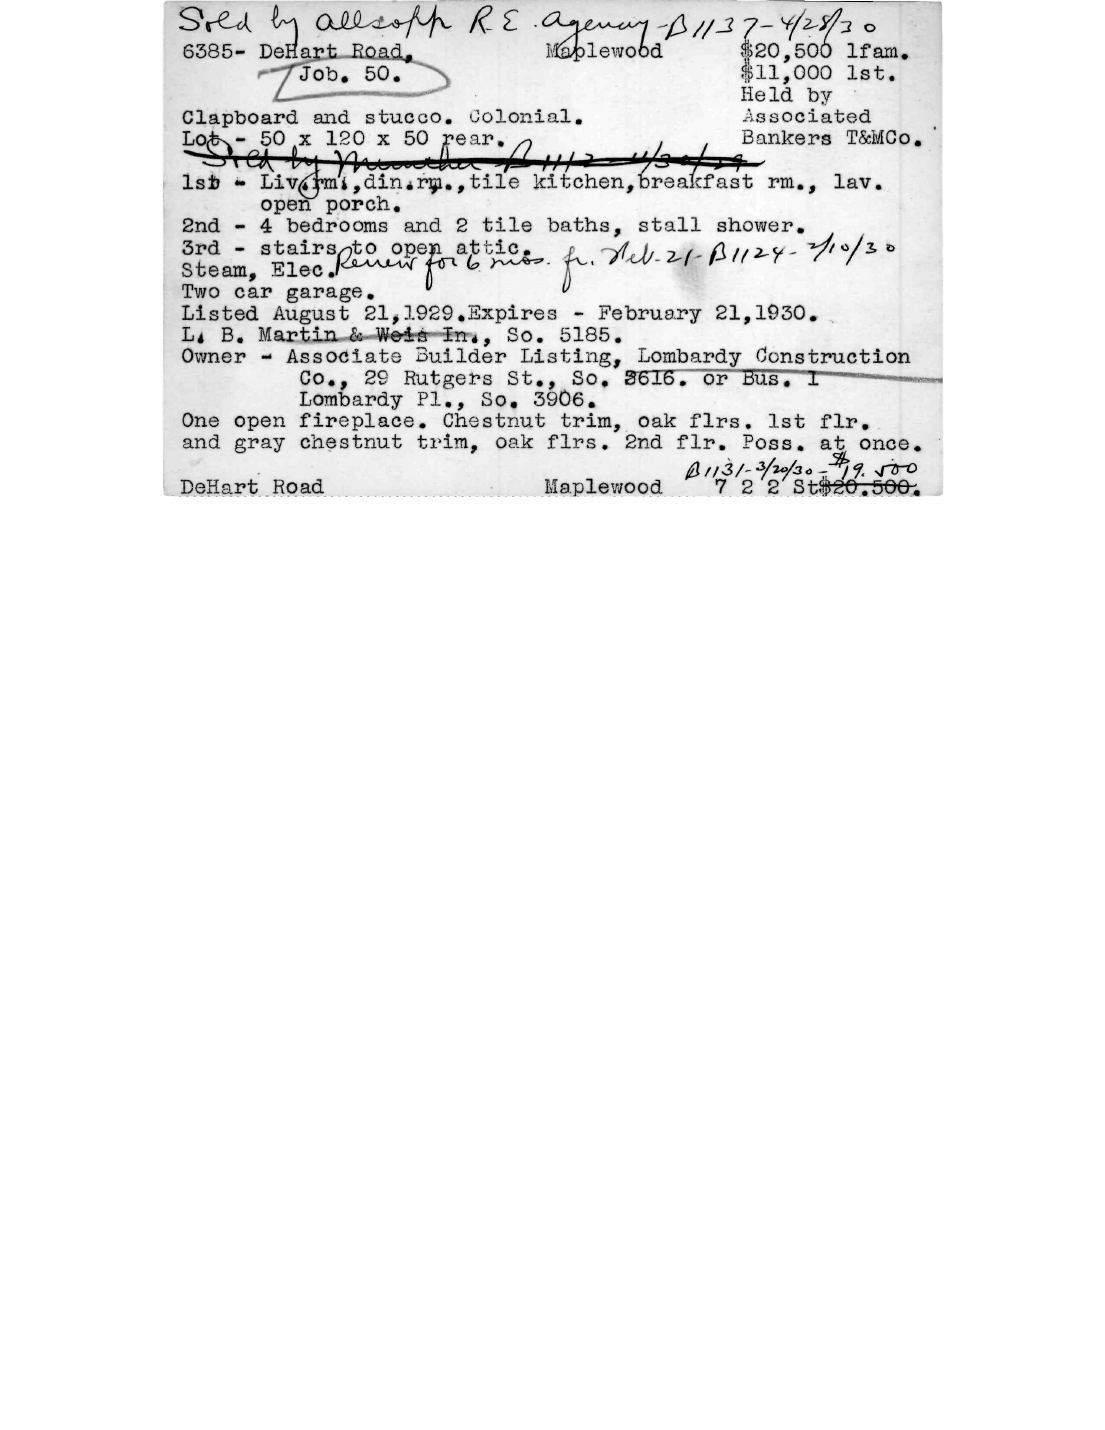 Sold by Allsopp R E. Agency - B1137 - 4/28/30
6385- DeHart Road, Maplewood $20,500 1fam.
Job. 50. $11,000 1st.
Held by
Clapboard and stucco. Colonial. Associated
Lot - 50 x 120 x 50 rear. Bankers T&MCo.
Sold by B 11/30/29
1st - Liv.rm.,din.rm.,tile kitchen,breakfast rm., lav.
open porch.
2nd - 4 bedrooms and 2 tile baths, stall shower.
3rd - stairs to open attic.
Renew for 6 mos. fr. Feb. 21 - B1124 - 2/10/30
Steam, Elec.
Two car garage.
Listed August 21,1929.Expires - February 21,1930.
L. B. Martin & Weis In., So. 5185.
Owner - Associate Builder Listing, Lombardy Construction
Co., 29 Rutgers St., So. 3616. or Bus. 1
Lombardy Pl., So. 3906.
One open fireplace. Chestnut trim, oak flrs. 1st flr.
and gray chestnut trim, oak flrs. 2nd flr. Poss. at once.
B1131 - 3/20/30 - $19.500
DeHart Road Maplewood 7 2 2 St $20.500.